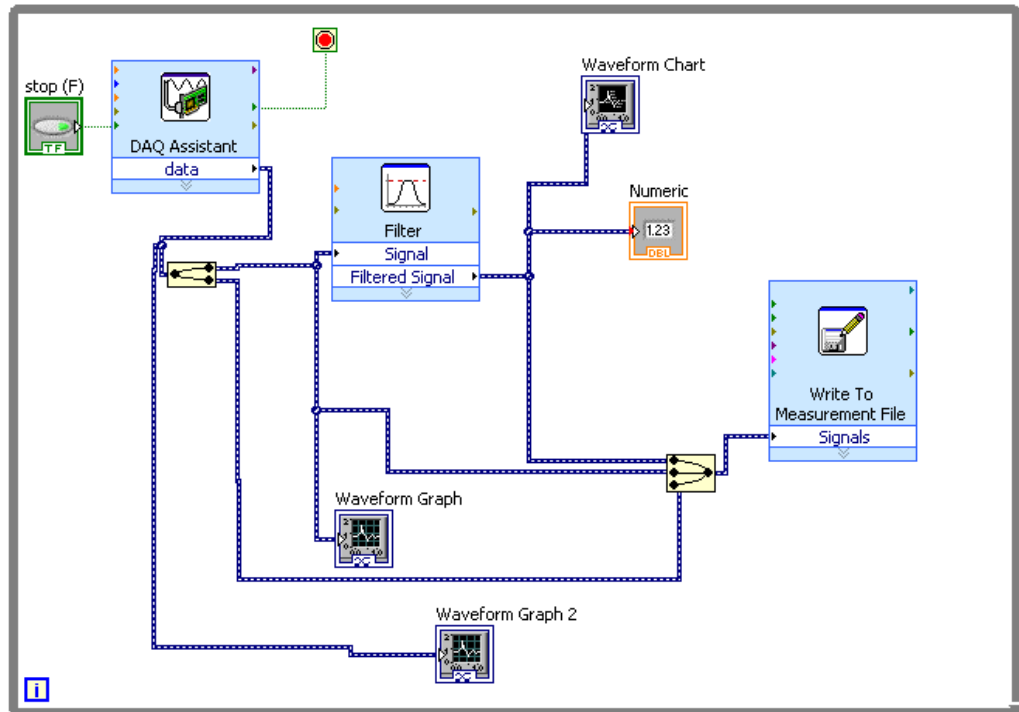 stop (F)
TF
DAQ Assistant
data
Waveform Chart
Filter
Signal
Filtered Signal
Numeric
1.23
DBL
Write To
Measurement File
Signals
Waveform Graph
Waveform Graph 2
i